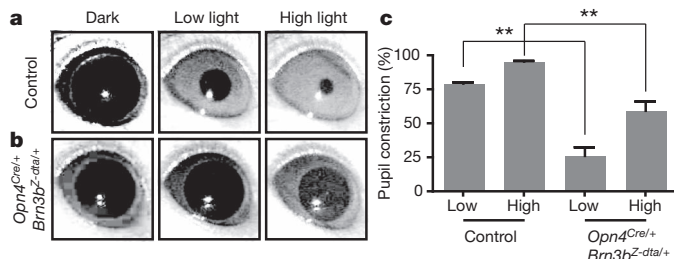 a
Dark
Low light
High light
Control
b
Opn4Cre/+
Brn3bZ-dta/+
c
**
**
Pupil constriction (%)
100
75
50
25
0
Low
High
Low
High
Control
Opn4Cre/+
Brn3bZ-dta/+